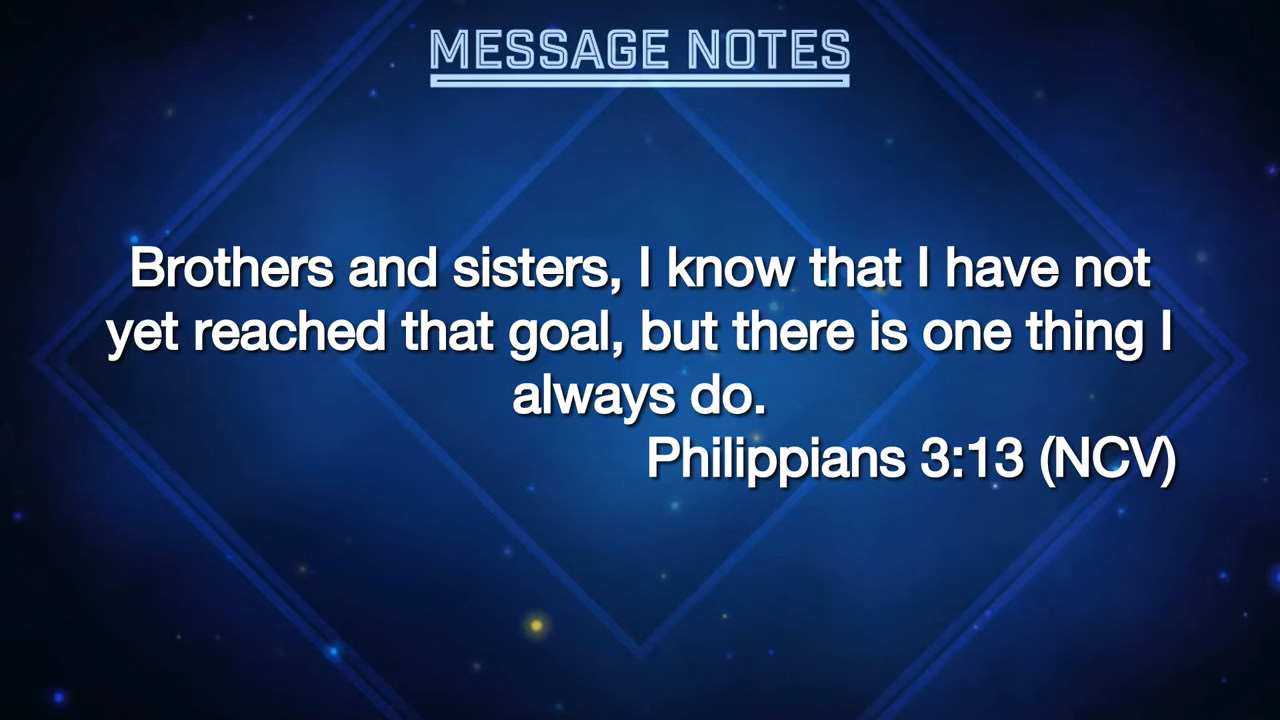 MESSAGE NOTES
Brothers and sisters, I know that I have not
yet reached that goal, but there is one thing I
always do.
Philippians 3:13 (NCV)